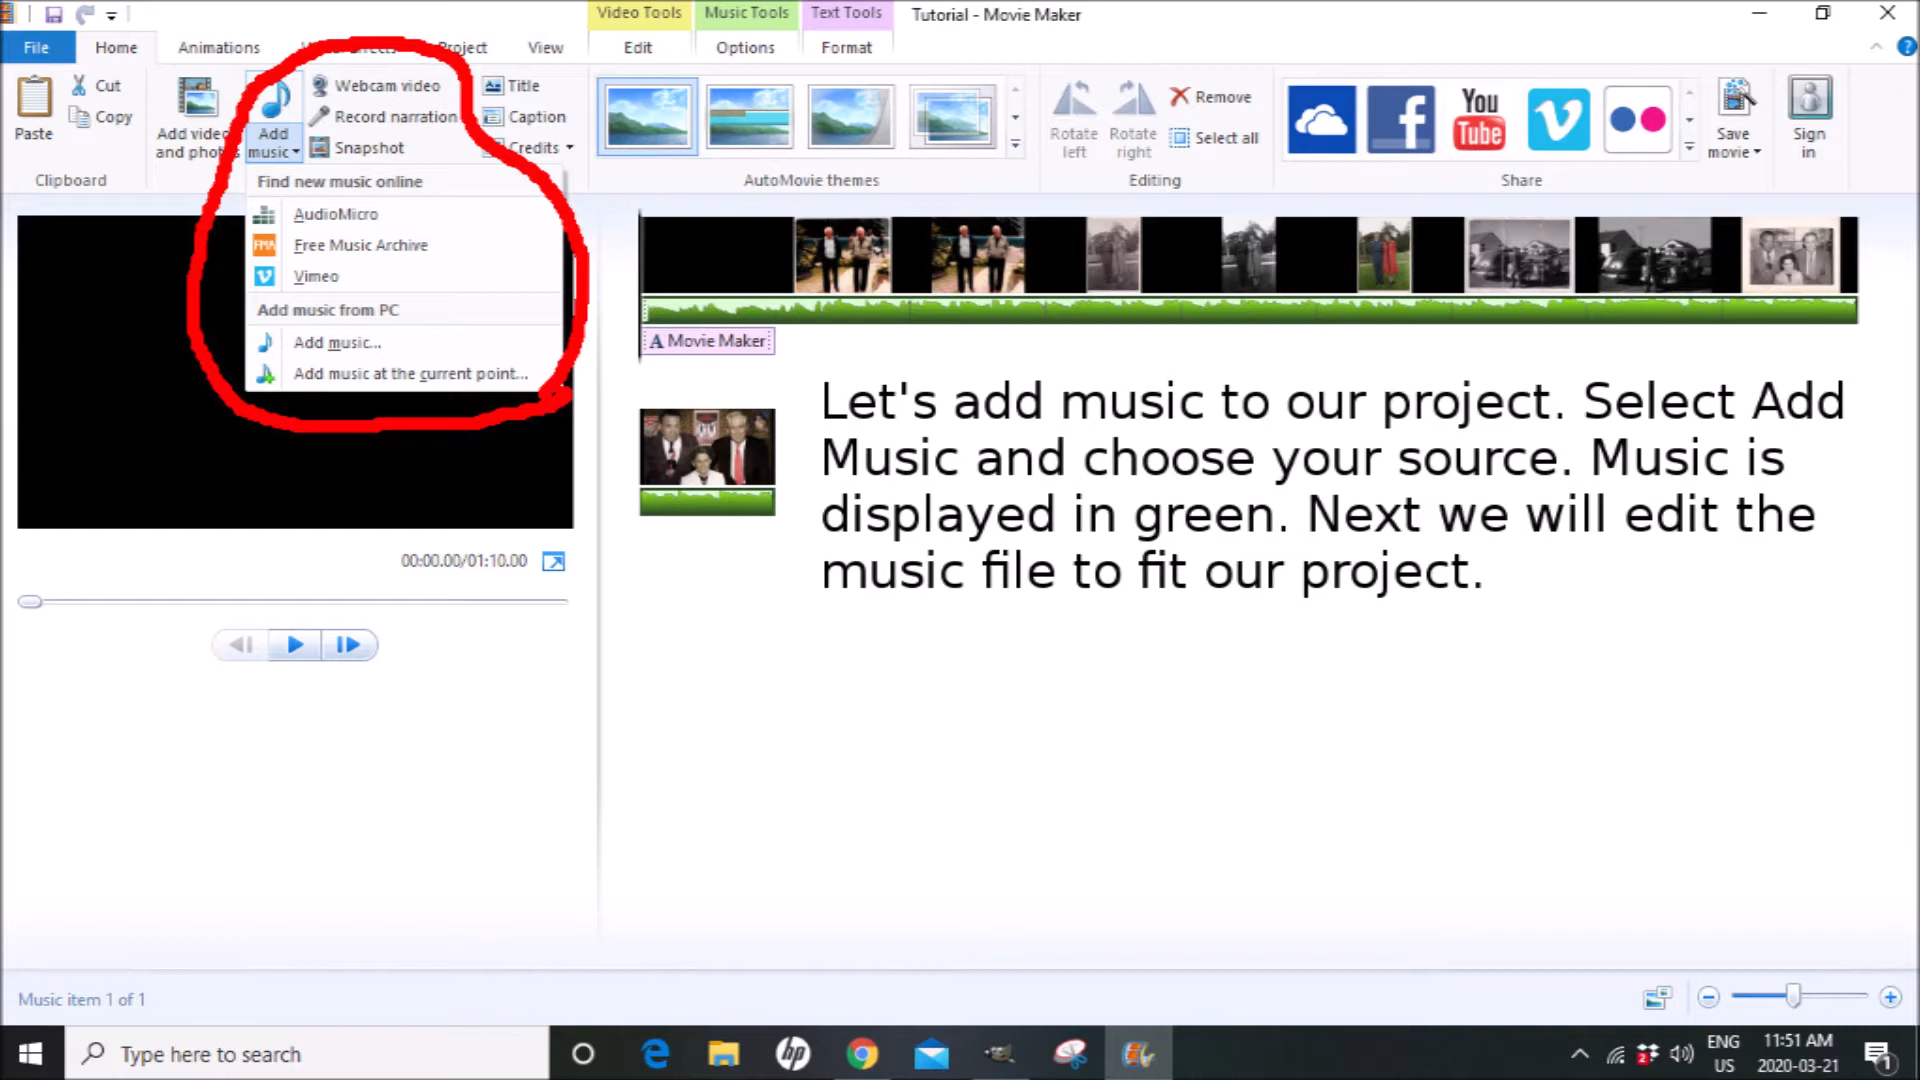 Video Tools Music Tools Text Tools Tutorial - Movie Maker
File Home Animations Project View Edit Options Format
Paste
Cut
Copy
Clipboard
Add
music
Webcam video
Record narration
Snapshot
Title
Caption
Credits
AutoMovie themes
Rotate left
Rotate right
Remove
Select all
Editing
You
Tube
Share
Save
movie
Sign
in
Find new music online
AudioMicro
FMA Free Music Archive
Vimeo
Add music from PC
Add music...
Add music at the current point...
A Movie Maker
Let's add music to our project. Select Add
Music and choose your source. Music is
displayed in green. Next we will edit the
music file to fit our project.
00:00.00/01:10.00
Music item 1 of 1
Type here to search
hp
2
ENG
US
11:51 AM
2020-03-21
1